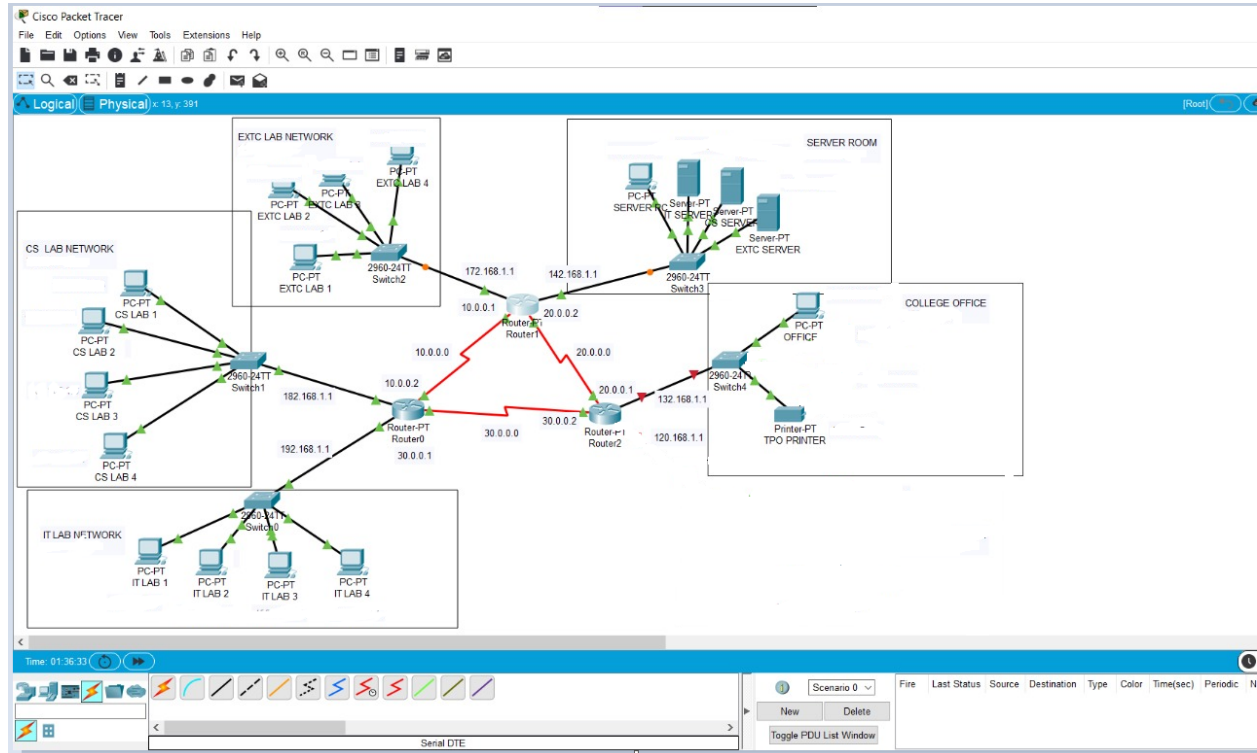 Cisco Packet Tracer
File Edit Options View Tools Extensions Help
Logical Physical x: 13, y: 391 [Root]
EXTC LAB NETWORK
PC-PT
EXTC LAB 4
PC-PT
EXTC LAB 3
PC-PT
EXTC LAB 2
PC-PT
EXTC LAB 1
2960-24TT
Switch2
SERVER ROOM
PC-PT
SERVER PC
Server-PT
IT SERVER
Server-PT
CS SERVER
Server-PT
EXTC SERVER
2960-24TT
Switch3
172.168.1.1
142.168.1.1
10.0.0.1
20.0.0.2
Router-PT
Router1
CS LAB NETWORK
PC-PT
CS LAB 1
PC-PT
CS LAB 2
PC-PT
CS LAB 3
PC-PT
CS LAB 4
2960-24TT
Switch1
182.168.1.1
10.0.0.0
10.0.0.2
20.0.0.0
20.0.0.1
Router-PT
Router0
30.0.0.1
30.0.0.0
30.0.0.2
Router-PT
Router2
132.168.1.1
120.168.1.1
192.168.1.1
COLLEGE OFFICE
PC-PT
OFFICE
2960-24TT
Switch4
Printer-PT
TPO PRINTER
IT LAB NETWORK
2960-24TT
Switch0
PC-PT
IT LAB 1
PC-PT
IT LAB 2
PC-PT
IT LAB 3
PC-PT
IT LAB 4
Time: 01:36:33
Scenario 0
New Delete
Toggle PDU List Window
Fire Last Status Source Destination Type Color Time(sec) Periodic N
Serial DTE